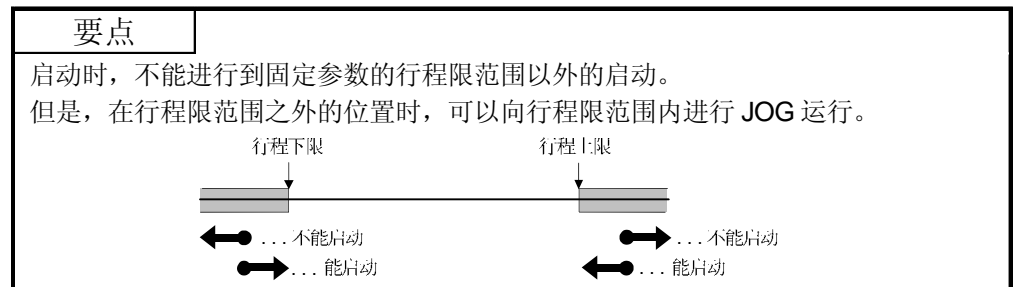 要点
启动时，不能进行到固定参数的行程限范围以外的启动。
但是，在行程限范围之外的位置时，可以向行程限范围内进行 JOG 运行。
行程下限 行程上限
...不能启动 ...不能启动
...能启动 ...能启动